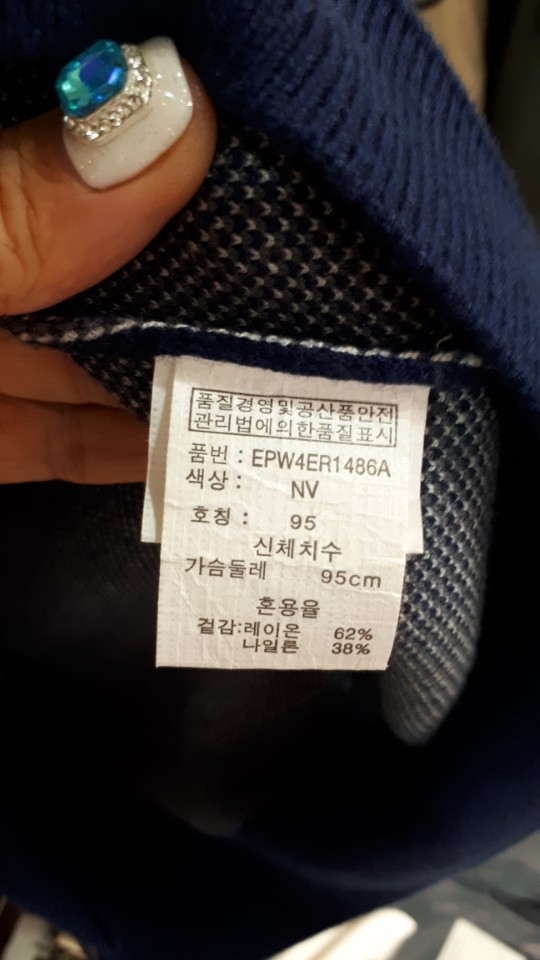 품질경영및공산품안전
관리법에의한품질표시
품번 : EPW4ER1486A
색상 : NV
호칭 : 95
신체치수
가슴둘레 95cm
혼용율
겉감:레이온 62%
나일론 38%